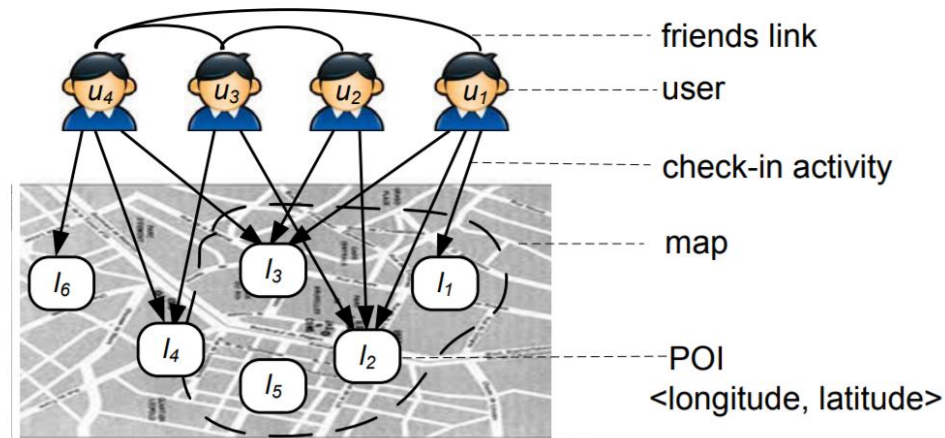 friends link
u4 u3 u2 u1
user
check-in activity
map
l3
l6 l1
l4 l2
l5
POI
<longitude, latitude>